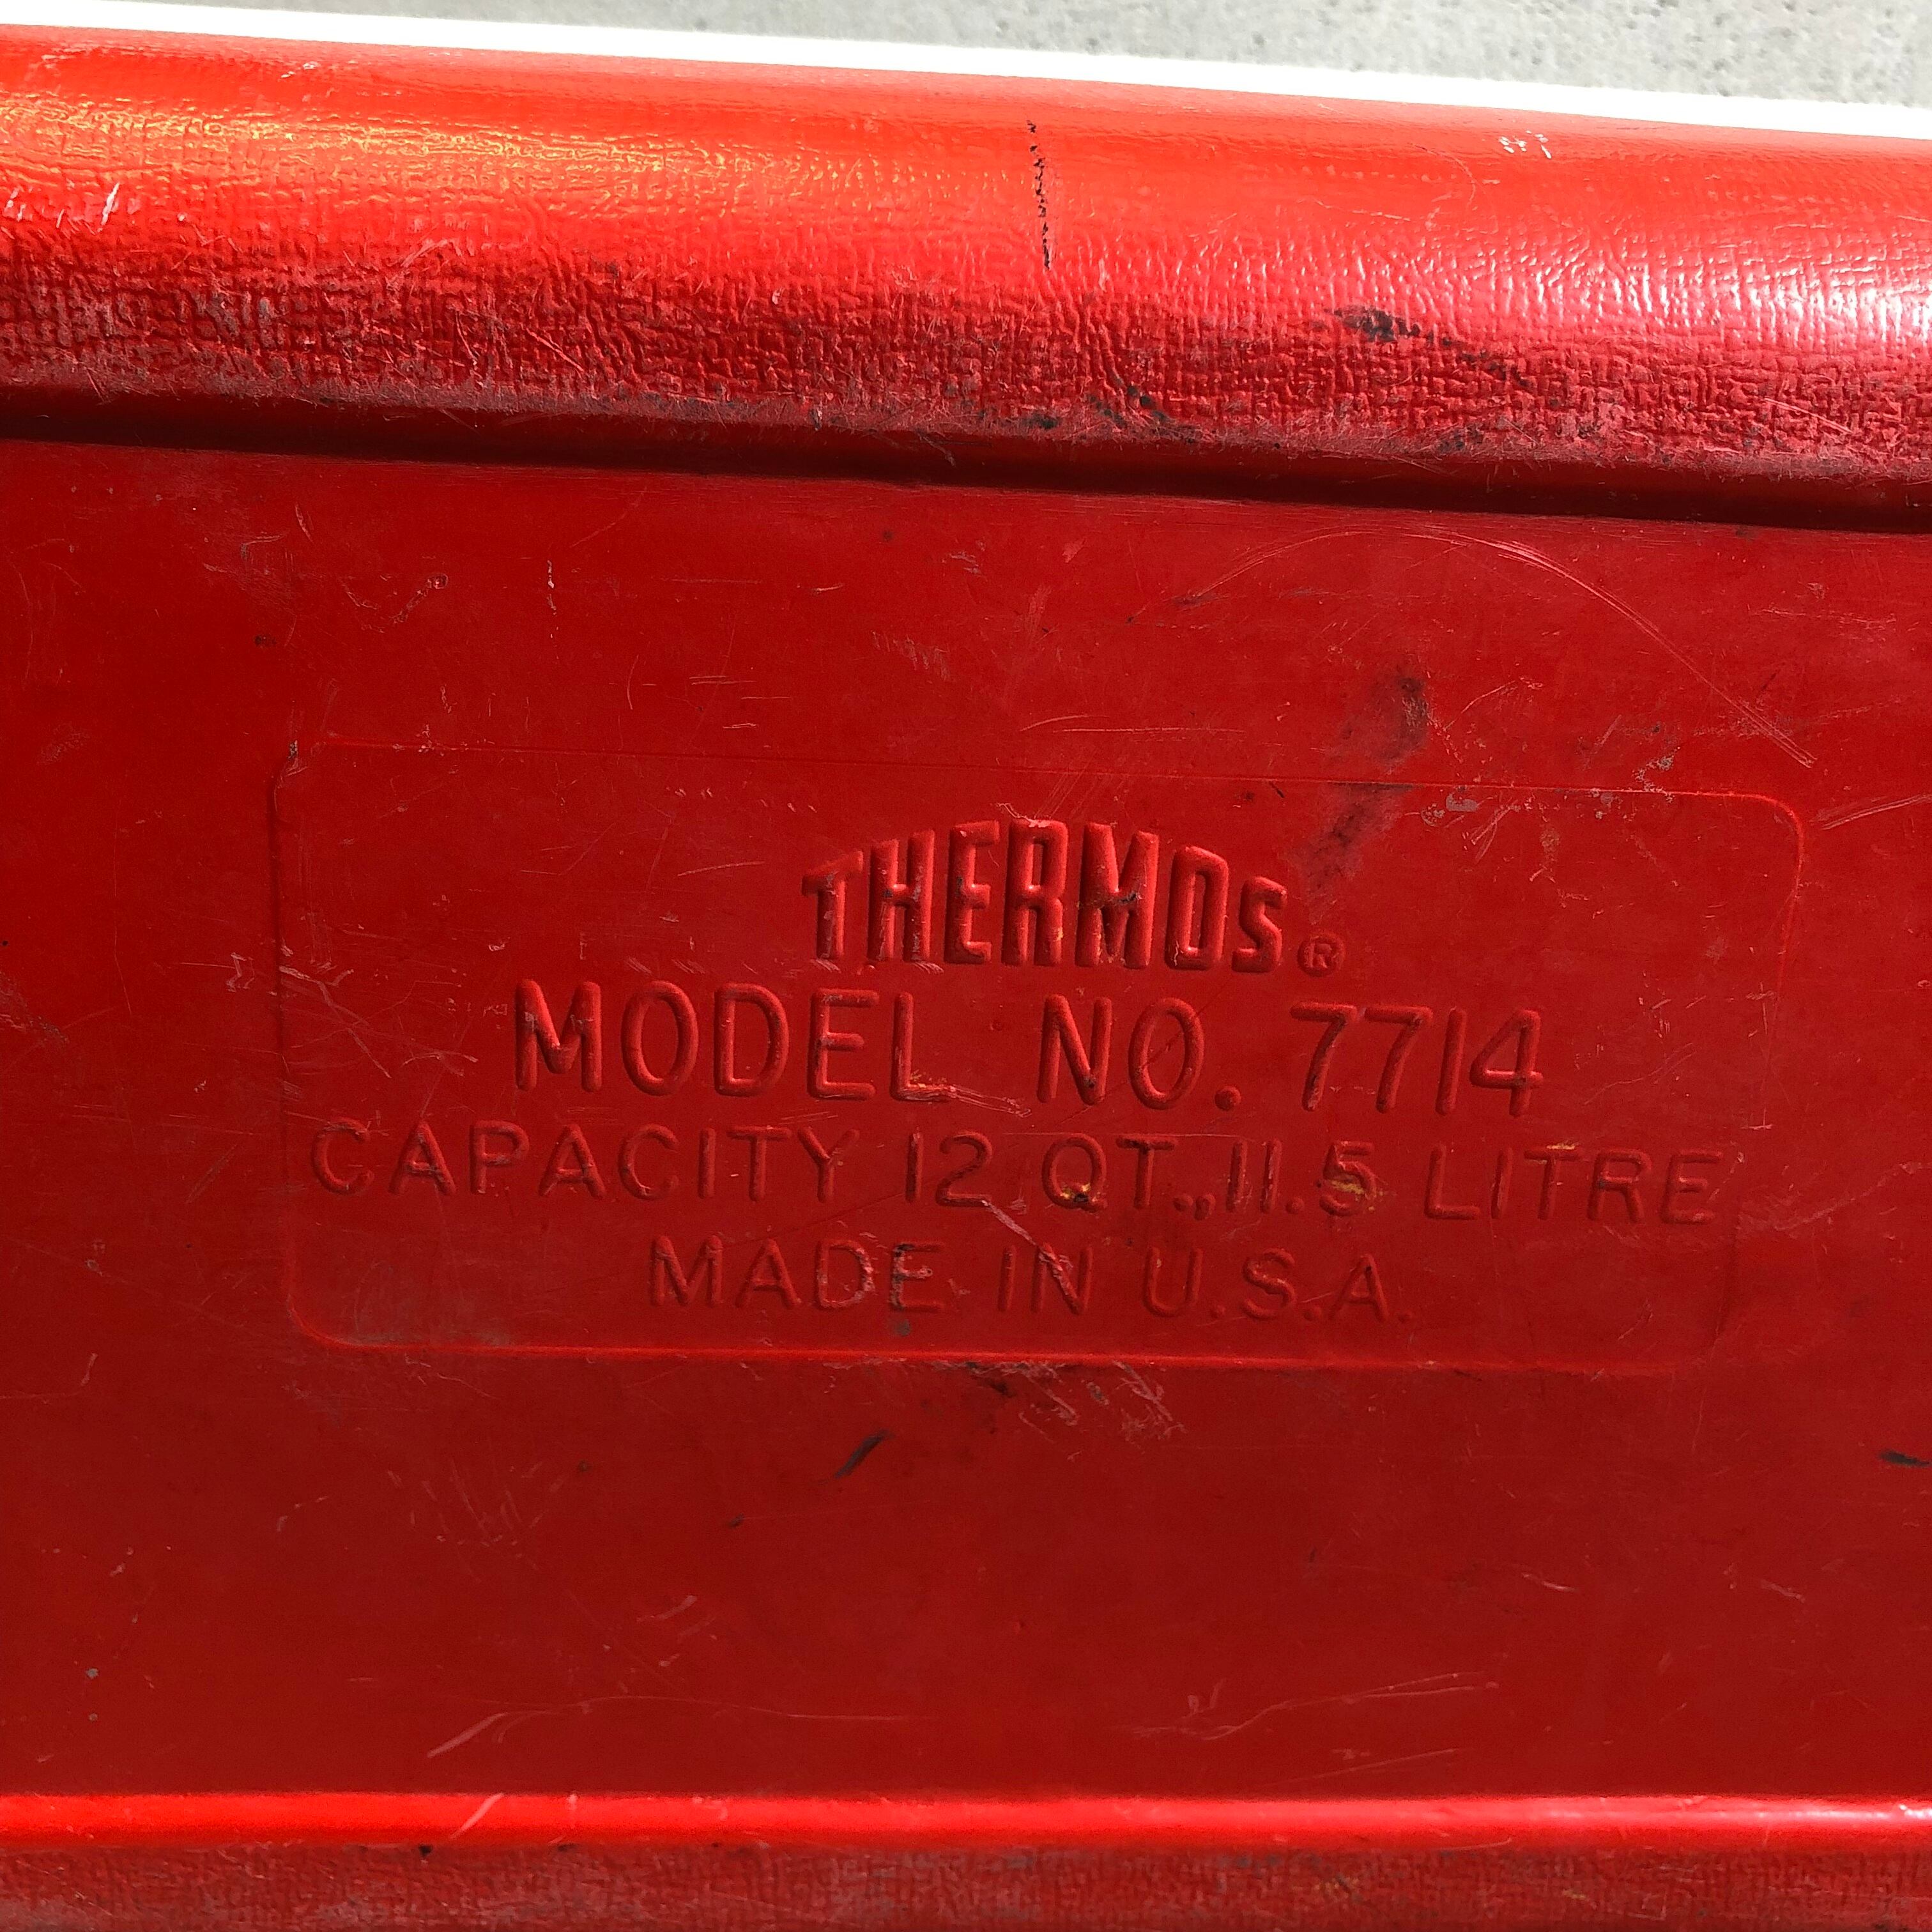 THERMOS®
MODEL NO. 7714
CAPACITY 12 QT., 11.5 LITRE
MADE IN U.S.A.